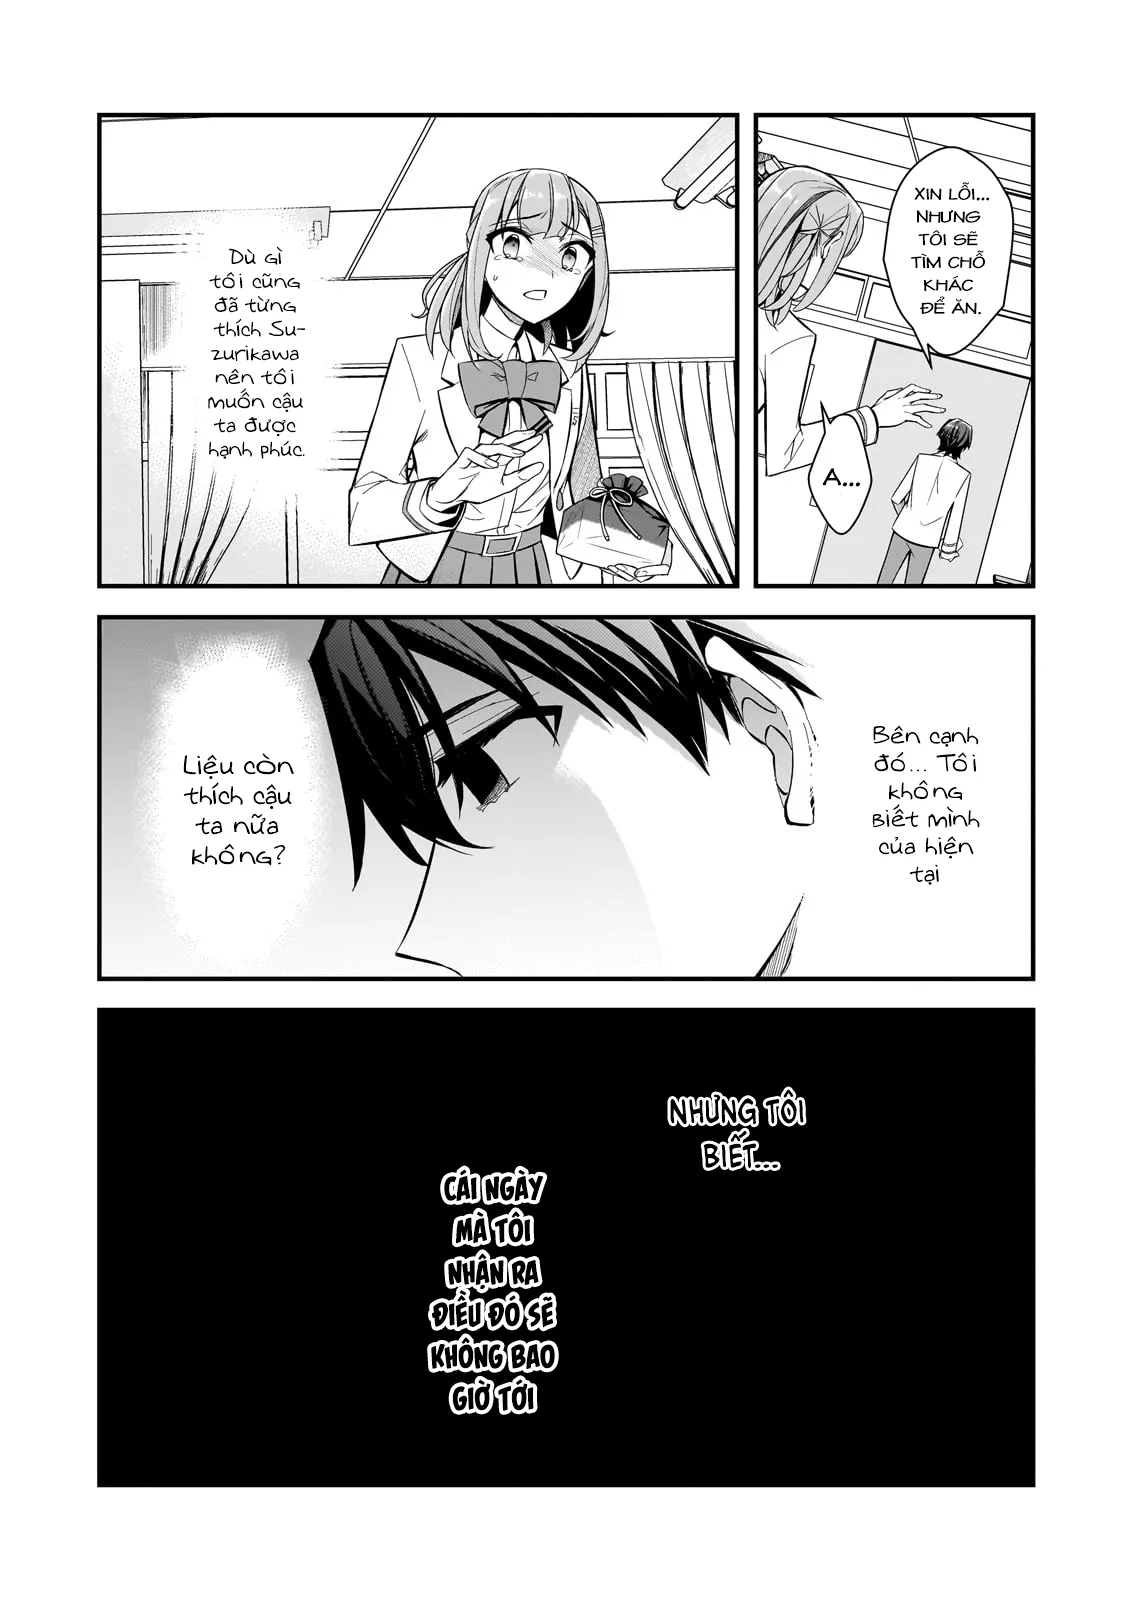 XIN LỖI...
NHƯNG
TÔI SẼ
TÌM CHỖ
KHÁC
ĐỂ ĂN.
A...
Dù gì
tôi cũng
đã từng
thích Su-
zurikawa
nên tôi
muốn cậu
ta được
hạnh phúc.
Bên cạnh
đó... Tôi
không
biết mình
của hiện
tại
Liệu còn
thích cậu
ta nữa
không?
NHƯNG TÔI
BIẾT...
CÁI NGÀY
MÀ TÔI
NHẬN RA
ĐIỀU ĐÓ SẼ
KHÔNG BAO
GIỜ TỚI